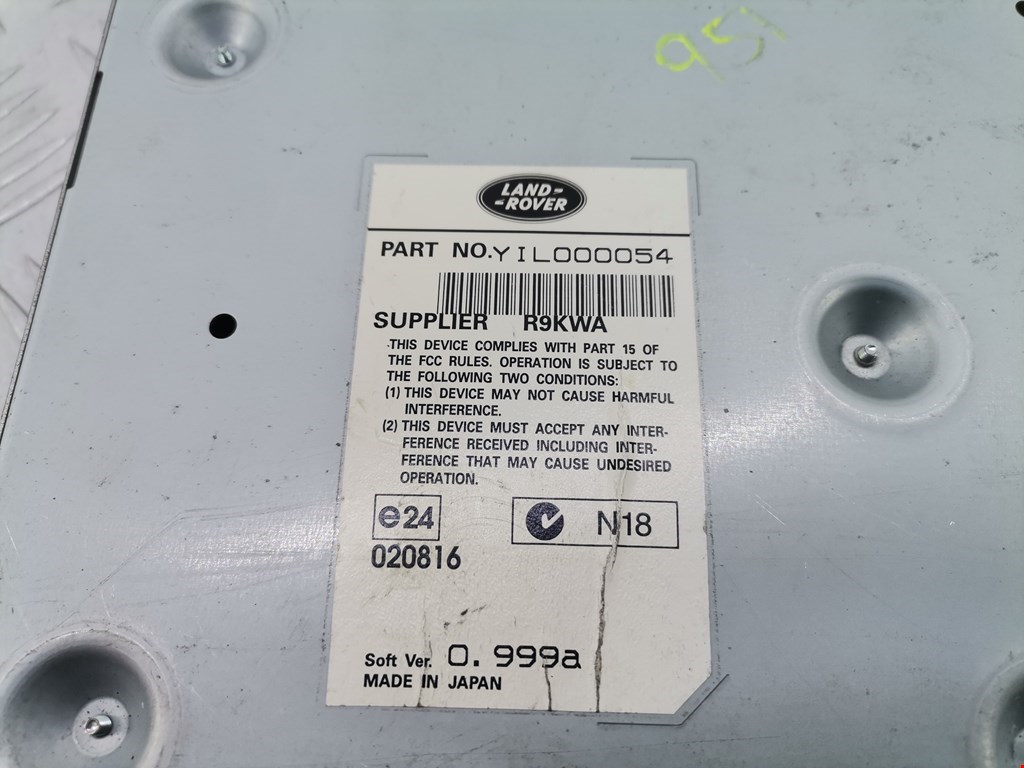 951
LAND-
-ROVER
PART NO.YIL000054
SUPPLIER R9KWA
THIS DEVICE COMPLIES WITH PART 15 OF
THE FCC RULES. OPERATION IS SUBJECT TO
THE FOLLOWING TWO CONDITIONS:
(1) THIS DEVICE MAY NOT CAUSE HARMFUL
INTERFERENCE.
(2) THIS DEVICE MUST ACCEPT ANY INTER-
FERENCE RECEIVED INCLUDING INTER-
FERENCE THAT MAY CAUSE UNDESIRED
OPERATION.
e24
N18
020816
Soft Ver. 0.999a
MADE IN JAPAN